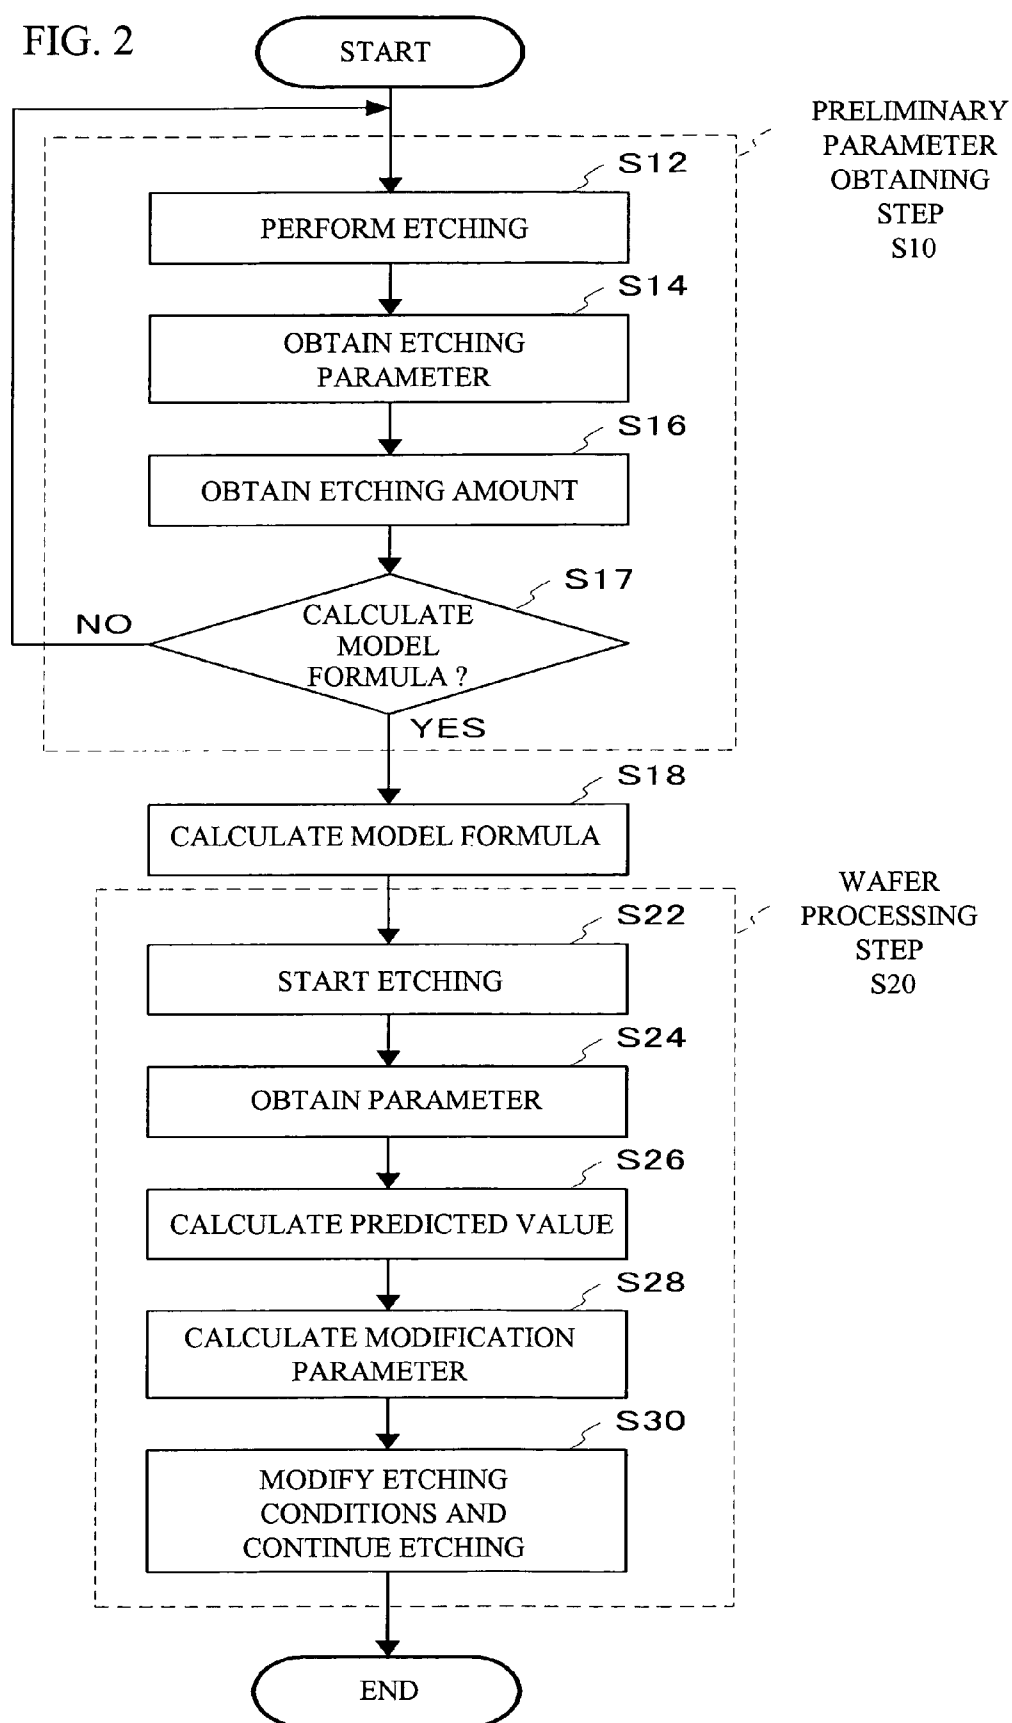 FIG. 2
START
PRELIMINARY
PARAMETER
OBTAINING
STEP
S10
S12
PERFORM ETCHING
S14
OBTAIN ETCHING
PARAMETER
S16
OBTAIN ETCHING AMOUNT
S17
CALCULATE
MODEL
FORMULA ?
NO
YES
S18
CALCULATE MODEL FORMULA
WAFER
PROCESSING
STEP
S20
S22
START ETCHING
S24
OBTAIN PARAMETER
S26
CALCULATE PREDICTED VALUE
S28
CALCULATE MODIFICATION
PARAMETER
S30
MODIFY ETCHING
CONDITIONS AND
CONTINUE ETCHING
END